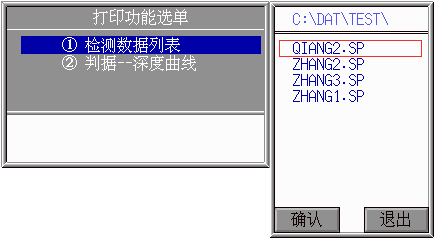 打印功能选单
① 检测数据列表
② 判据--深度曲线
C:\DAT\TEST\
QIANG2.SP
ZHANG2.SP
ZHANG3.SP
ZHANG1.SP
确认
退出